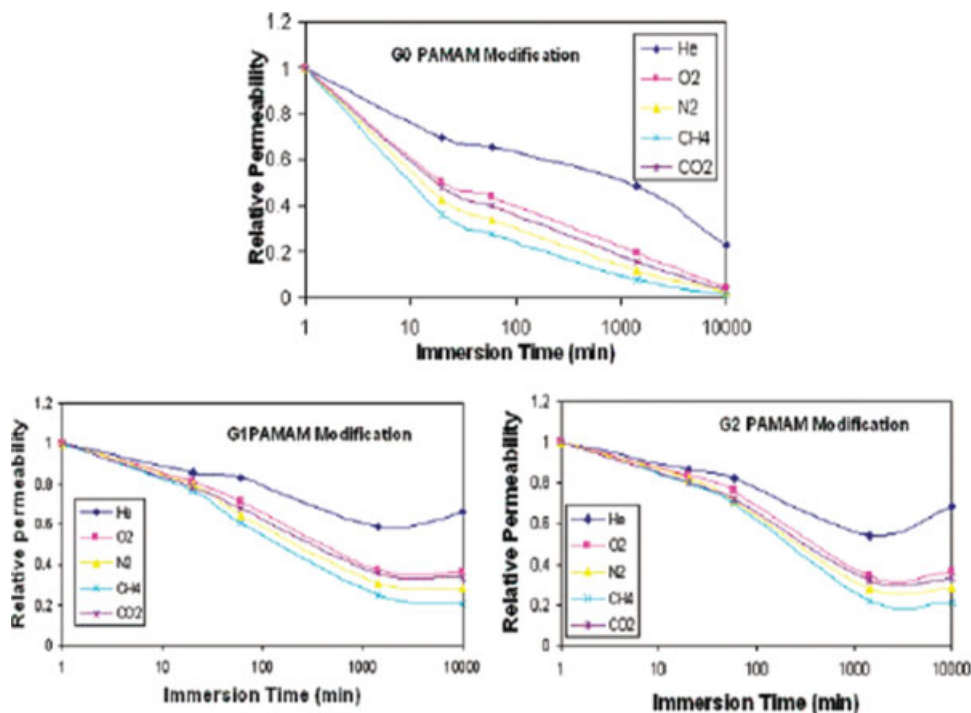 1.2
G0 PAMAM Modification
He
O2
N2
CH4
CO2
1
0.8
0.6
0.4
0.2
0
Relative Permeability
1
10
100
1000
10000
Immersion Time (min)
1.2
G1PAMAM Modification
1
0.8
0.6
0.4
0.2
0
Relative permeability
He
O2
N2
CH4
CO2
1
10
100
1000
10000
Immersion Time (min)
1.2
G2 PAMAM Modification
1
0.8
0.6
0.4
0.2
0
Relative Permeability
He
O2
N2
CH4
CO2
1
10
100
1000
10000
Immersion Time (min)